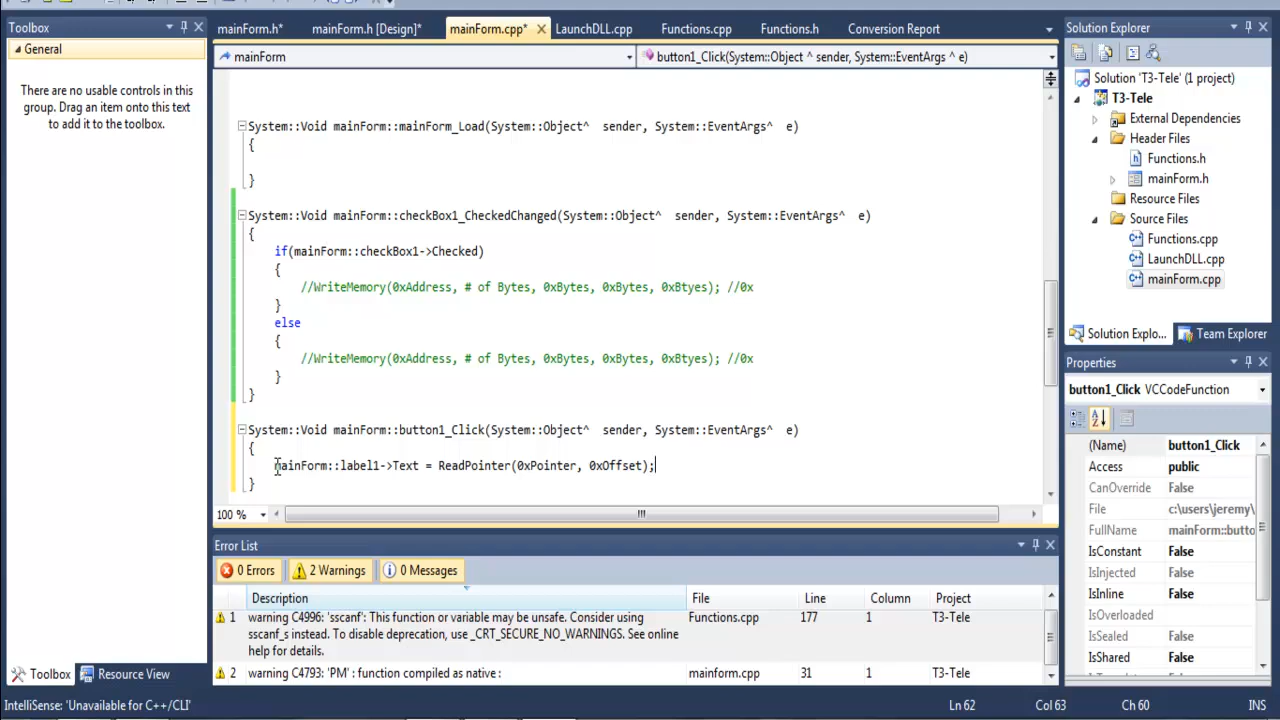 Toolbox
General
There are no usable controls in this
group. Drag an item onto this text
to add it to the toolbox.
Toolbox
Resource View
mainForm.h*
mainForm.h [Design]*
mainForm.cpp*
LaunchDLL.cpp
Functions.cpp
Functions.h
Conversion Report
mainForm
button1_Click(System::Object ^ sender, System::EventArgs ^ e)
System::Void mainForm::mainForm_Load(System::Object^ sender, System::EventArgs^ e)
{
}
System::Void mainForm::checkBox1_CheckedChanged(System::Object^ sender, System::EventArgs^ e)
{
if(mainForm::checkBox1->Checked)
{
//WriteMemory(0xAddress, # of Bytes, 0xBytes, 0xBytes, 0xBtyes); //0x
}
else
{
//WriteMemory(0xAddress, # of Bytes, 0xBytes, 0xBytes, 0xBtyes); //0x
}
}
System::Void mainForm::button1_Click(System::Object^ sender, System::EventArgs^ e)
{
mainForm::label1->Text = ReadPointer(0xPointer, 0xOffset);
}
100 %
Error List
0 Errors
2 Warnings
0 Messages
Description File Line Column Project
1 warning C4996: 'sscanf': This function or variable may be unsafe. Consider using Functions.cpp 177 1 T3-Tele
sscanf_s instead. To disable deprecation, use _CRT_SECURE_NO_WARNINGS. See online
help for details.
2 warning C4793: 'PM' : function compiled as native : mainform.cpp 31 1 T3-Tele
Solution Explorer
Solution 'T3-Tele' (1 project)
T3-Tele
External Dependencies
Header Files
Functions.h
mainForm.h
Resource Files
Source Files
Functions.cpp
LaunchDLL.cpp
mainForm.cpp
Solution Explo...
Team Explorer
Properties
button1_Click VCCodeFunction
(Name) button1_Click
Access public
CanOverride False
File c:\users\jeremy\
FullName mainForm::butto
IsConstant False
IsInjected False
IsInline False
IsOverloaded
IsSealed False
IsShared False
IntelliSense: 'Unavailable for C++/CLI'
Ln 62
Col 63
Ch 60
INS